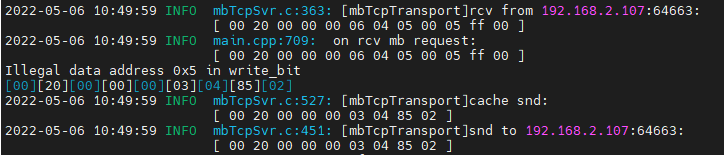 2022-05-06 10:49:59 INFO  mbTcpSvr.c:363: [mbTcpTransport]rcv from 192.168.2.107:64663:
[ 00 20 00 00 00 06 04 05 00 05 ff 00 ]
2022-05-06 10:49:59 INFO  main.cpp:709:  on rcv mb request:
[ 00 20 00 00 00 06 04 05 00 05 ff 00 ]
Illegal data address 0x5 in write_bit
[00][20][00][00][00][03][04][85][02]
2022-05-06 10:49:59 INFO  mbTcpSvr.c:527: [mbTcpTransport]cache snd:
[ 00 20 00 00 00 03 04 85 02 ]
2022-05-06 10:49:59 INFO  mbTcpSvr.c:451: [mbTcpTransport]snd to 192.168.2.107:64663:
[ 00 20 00 00 00 03 04 85 02 ]